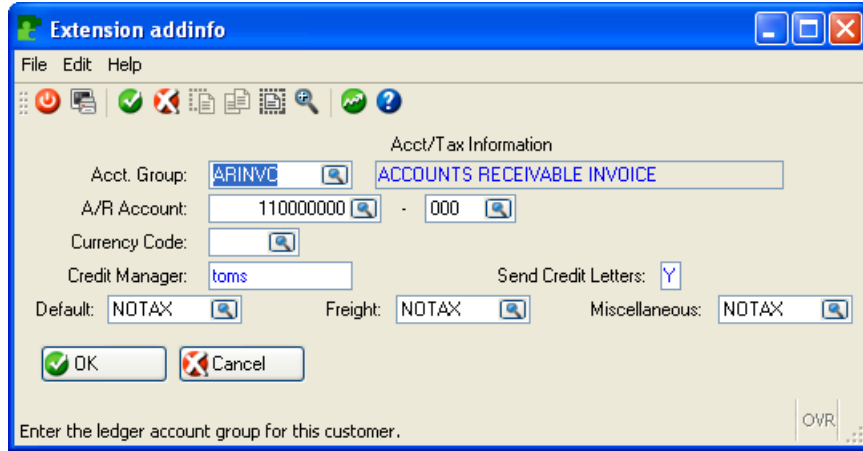 Extension addinfo
File Edit Help
Acct/Tax Information
Acct. Group: ARINVC ACCOUNTS RECEIVABLE INVOICE
A/R Account: 110000000 - 000
Currency Code:
Credit Manager: toms Send Credit Letters: Y
Default: NOTAX Freight: NOTAX Miscellaneous: NOTAX
OK Cancel
Enter the ledger account group for this customer. OVR